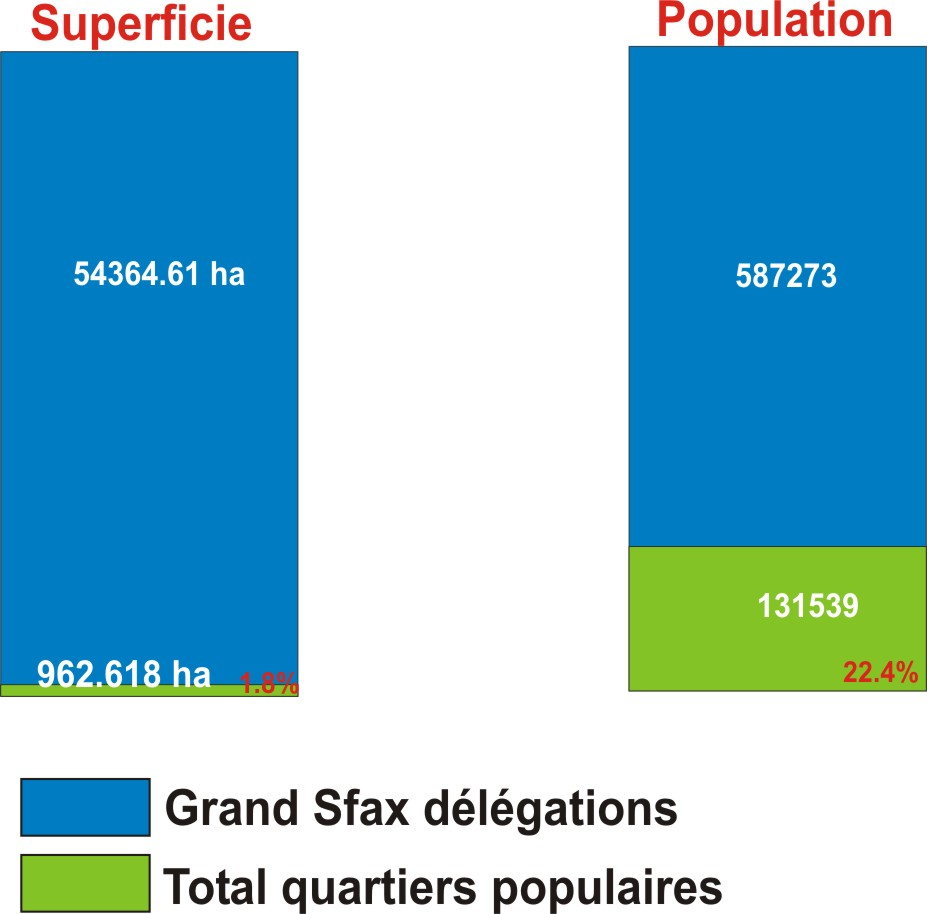 Superficie
Population
54364.61 ha
587273
962.618 ha
1.8%
131539
22.4%
Grand Sfax délégations
Total quartiers populaires